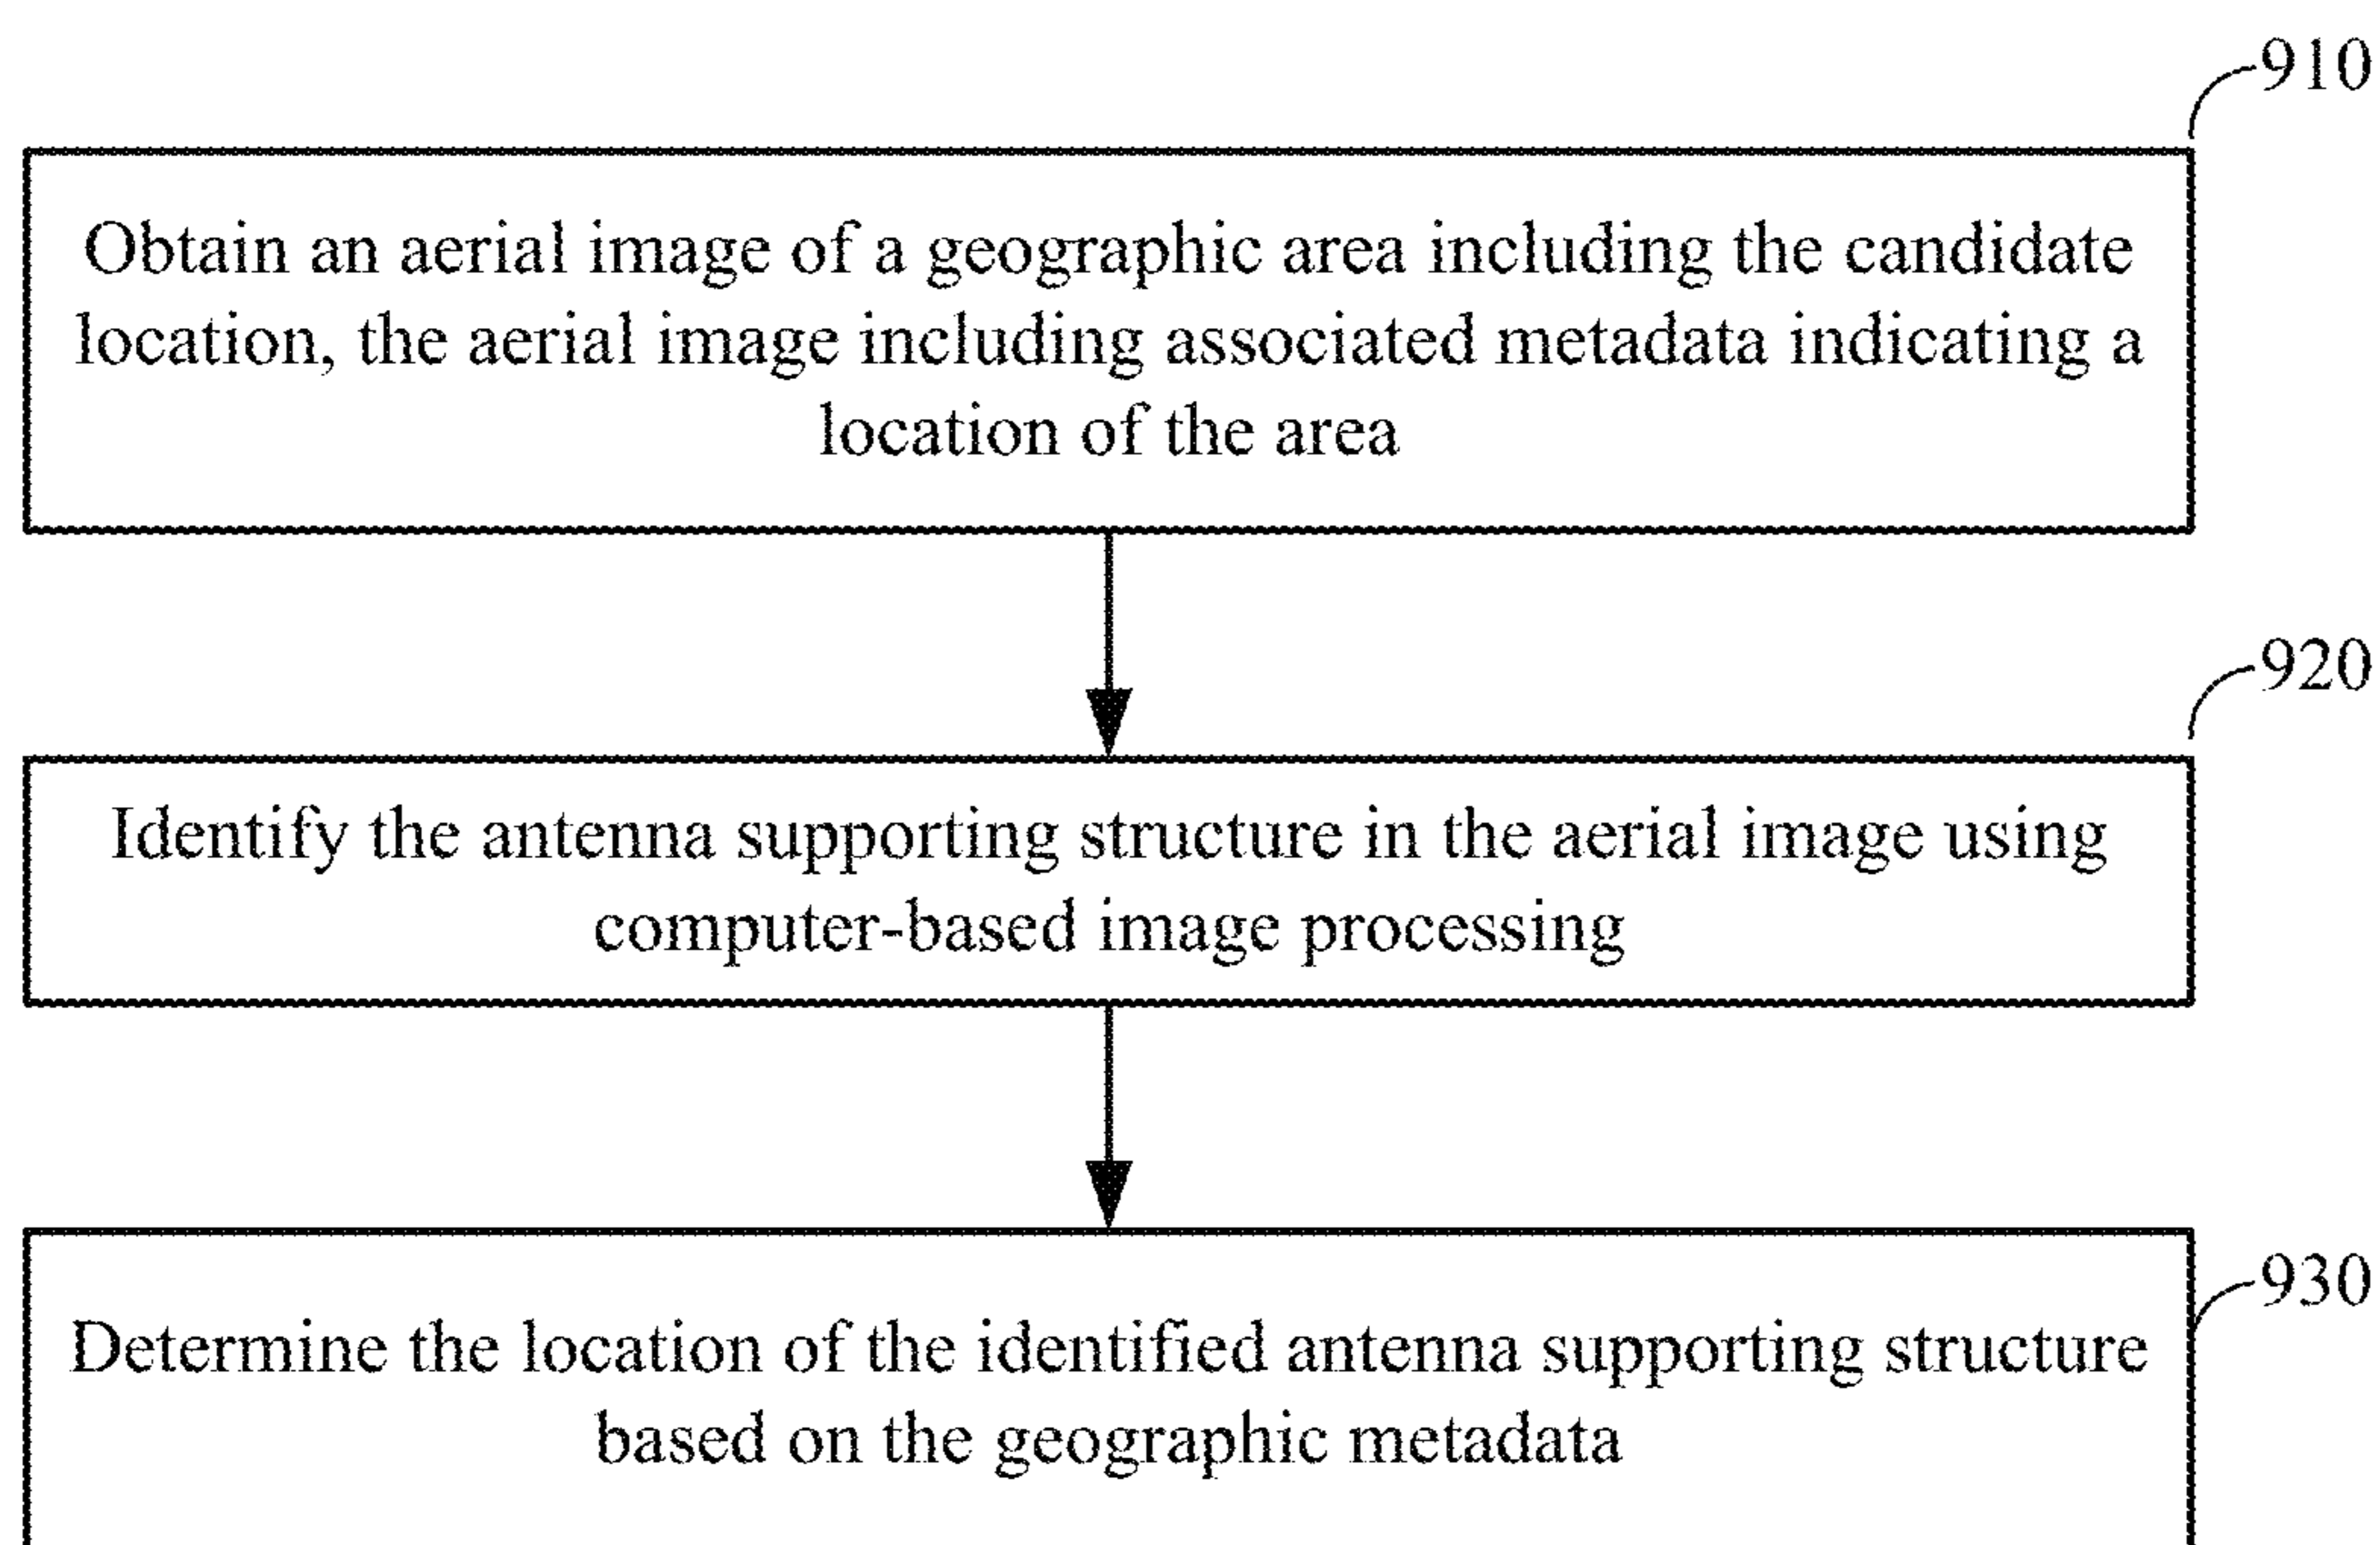 910
Obtain an aerial image of a geographic area including the candidate
location, the aerial image including associated metadata indicating a
location of the area
920
Identify the antenna supporting structure in the aerial image using
computer-based image processing
930
Determine the location of the identified antenna supporting structure
based on the geographic metadata